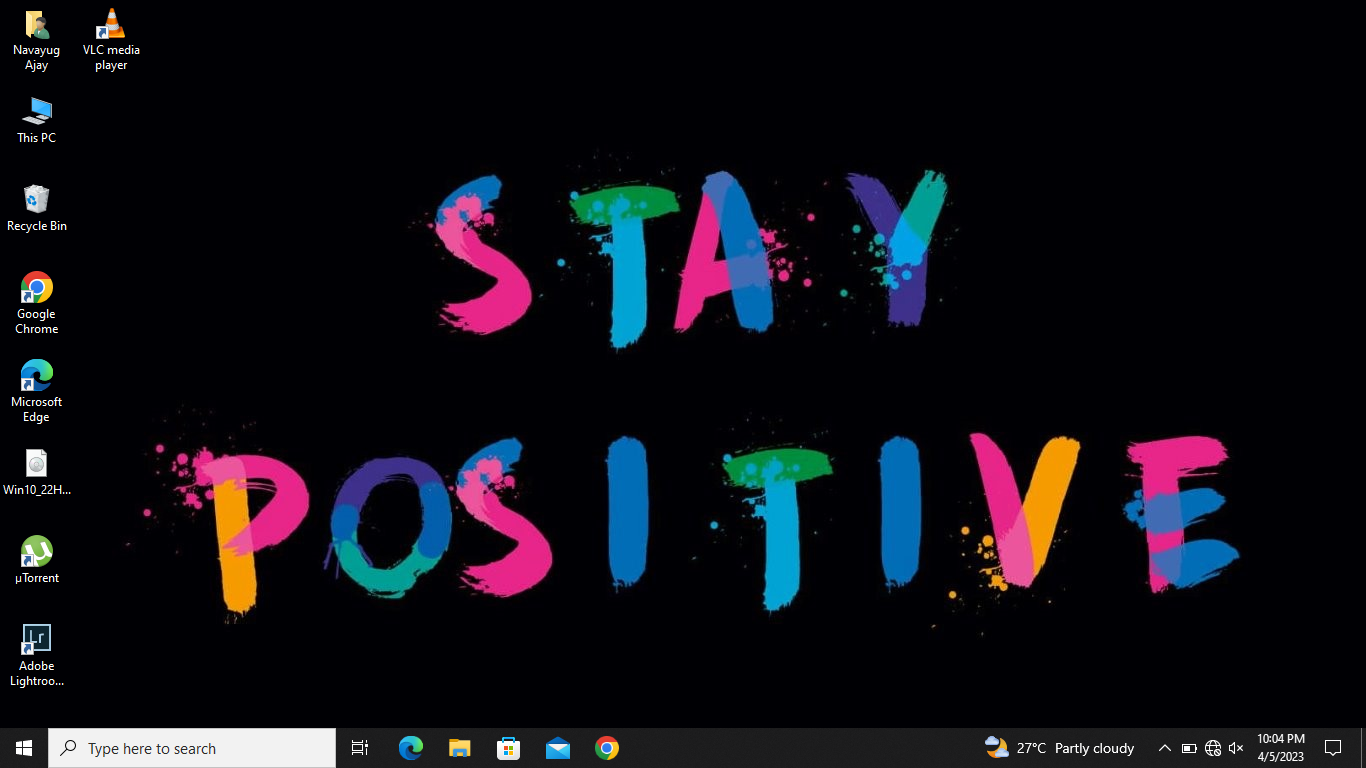 Navayug
Ajay
VLC media
player
This PC
Recycle Bin
Google
Chrome
Microsoft
Edge
Win10_22H...
µTorrent
Lr
Adobe
Lightroo...
STAY
POSITIVE
Type here to search
27°C Partly cloudy
10:04 PM
4/5/2023